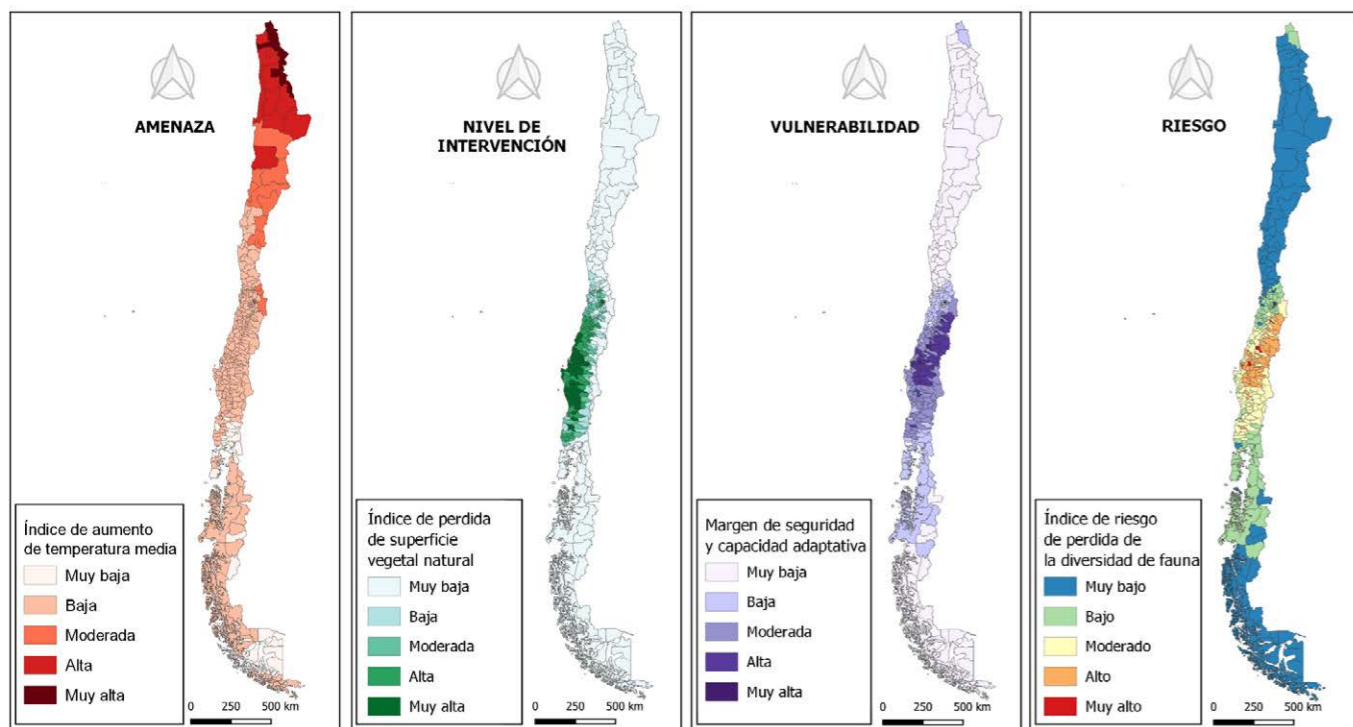 AMENAZA
Índice de aumento
de temperatura media
Muy baja
Baja
Moderada
Alta
Muy alta
0 250 500 km
NIVEL DE
INTERVENCIÓN
Índice de perdida
de superficie
vegetal natural
Muy baja
Baja
Moderada
Alta
Muy alta
0 250 500 km
VULNERABILIDAD
Margen de seguridad
y capacidad adaptativa
Muy baja
Baja
Moderada
Alta
Muy alta
0 250 500 km
RIESGO
Índice de riesgo
de perdida de
la diversidad de fauna
Muy bajo
Bajo
Moderado
Alto
Muy alto
0 250 500 km